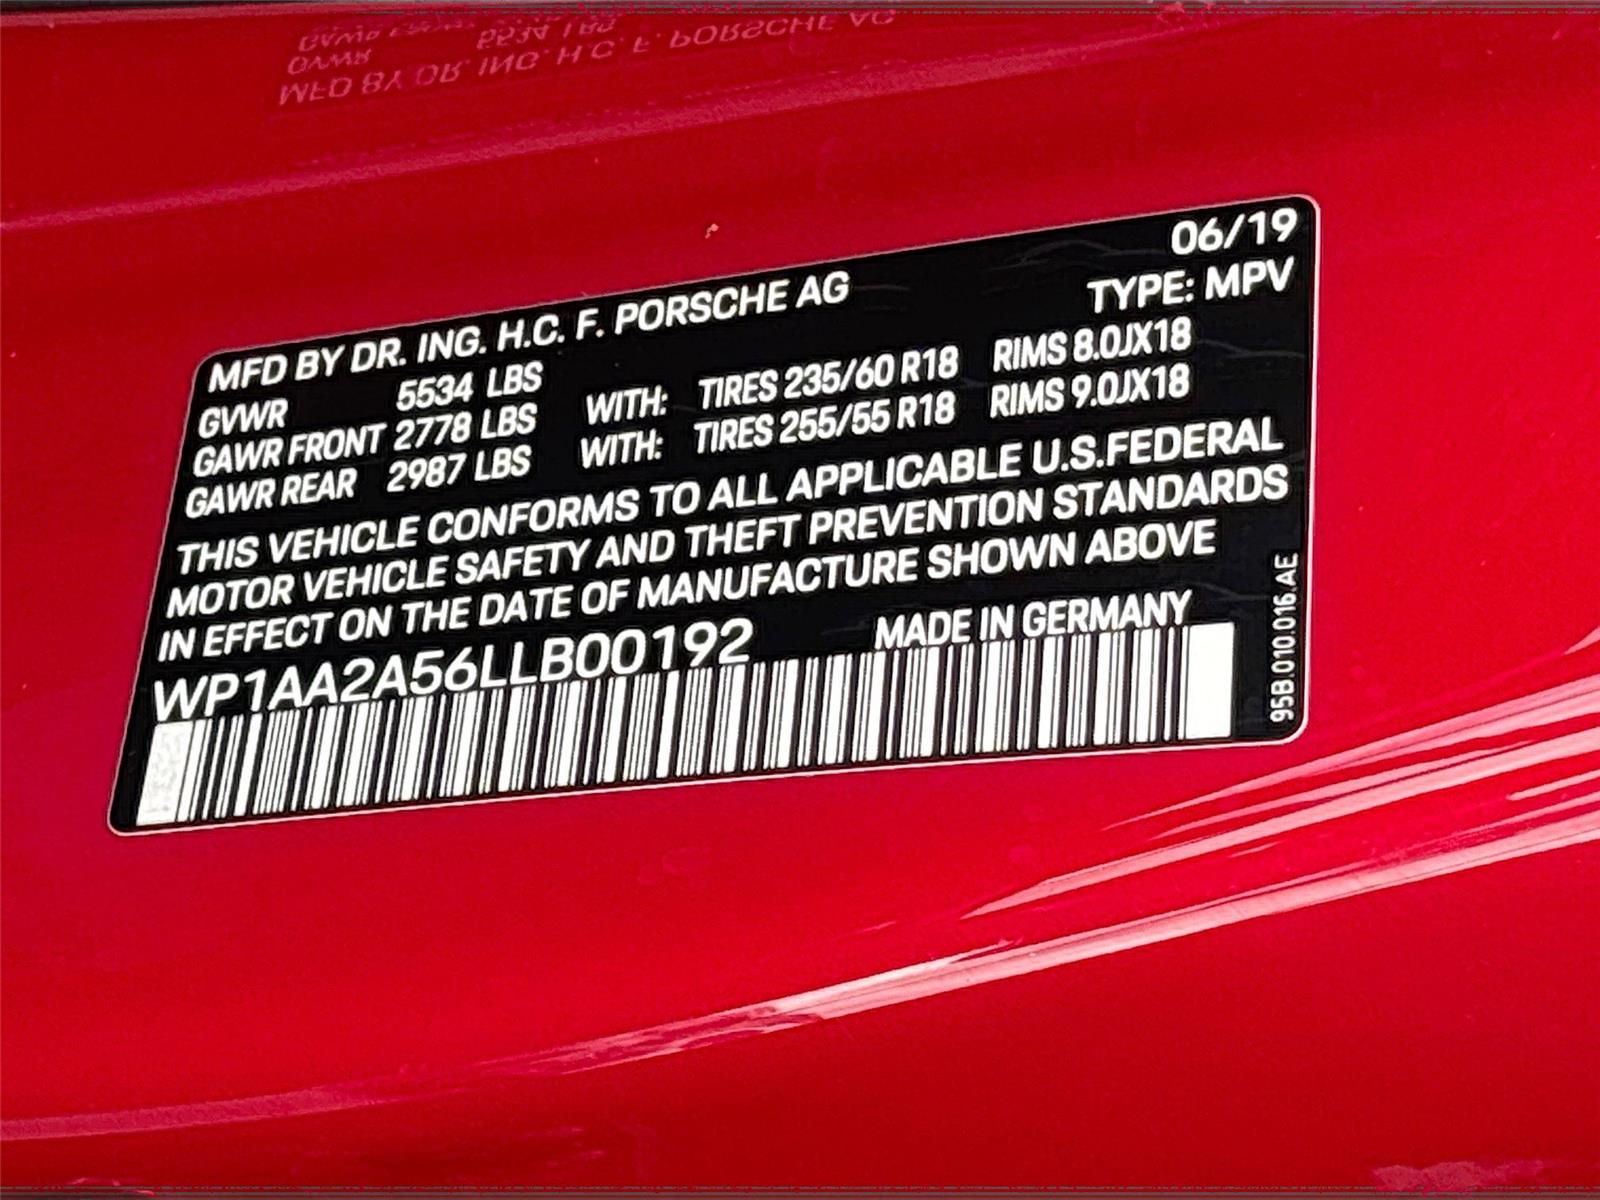 06/19
MFD BY DR. ING. H.C. F. PORSCHE AG TYPE: MPV
GVWR 5534 LBS
GAWR FRONT 2778 LBS WITH: TIRES 235/60 R18 RIMS 8.0JX18
GAWR REAR 2987 LBS WITH: TIRES 255/55 R18 RIMS 9.0JX18
THIS VEHICLE CONFORMS TO ALL APPLICABLE U.S.FEDERAL
MOTOR VEHICLE SAFETY AND THEFT PREVENTION STANDARDS
IN EFFECT ON THE DATE OF MANUFACTURE SHOWN ABOVE
WP1AA2A56LLB00192 MADE IN GERMANY
95B.010.016.AE